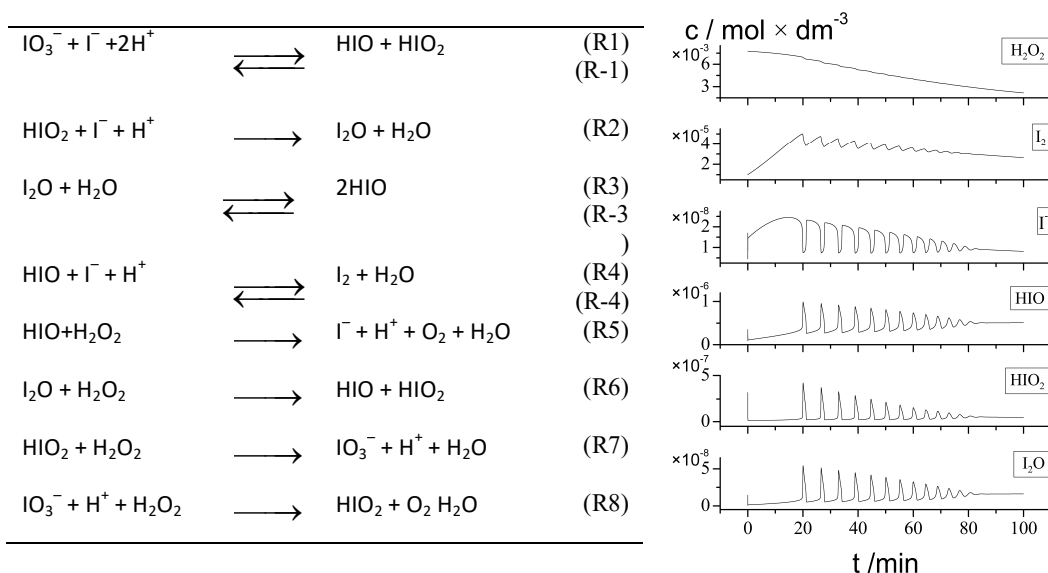 IO₃⁻ + I⁻ +2H⁺ HIO + HIO₂ (R1)
(R-1)
HIO₂ + I⁻ + H⁺ I₂O + H₂O (R2)
I₂O + H₂O 2HIO (R3)
(R-3
)
HIO + I⁻ + H⁺ I₂ + H₂O (R4)
(R-4)
HIO+H₂O₂ I⁻ + H⁺ + O₂ + H₂O (R5)
I₂O + H₂O₂ HIO + HIO₂ (R6)
HIO₂ + H₂O₂ IO₃⁻ + H⁺ + H₂O (R7)
IO₃⁻ + H⁺ + H₂O₂ HIO₂ + O₂ H₂O (R8)
c / mol × dm⁻³
×10⁻³
6
3
H₂O₂
×10⁻⁵
4
2
I₂
×10⁻⁸
2
1
I⁻
×10⁻⁶
1
0
HIO
×10⁻⁷
5
0
HIO₂
×10⁻⁸
5
0
I₂O
0 20 40 60 80 100
t /min